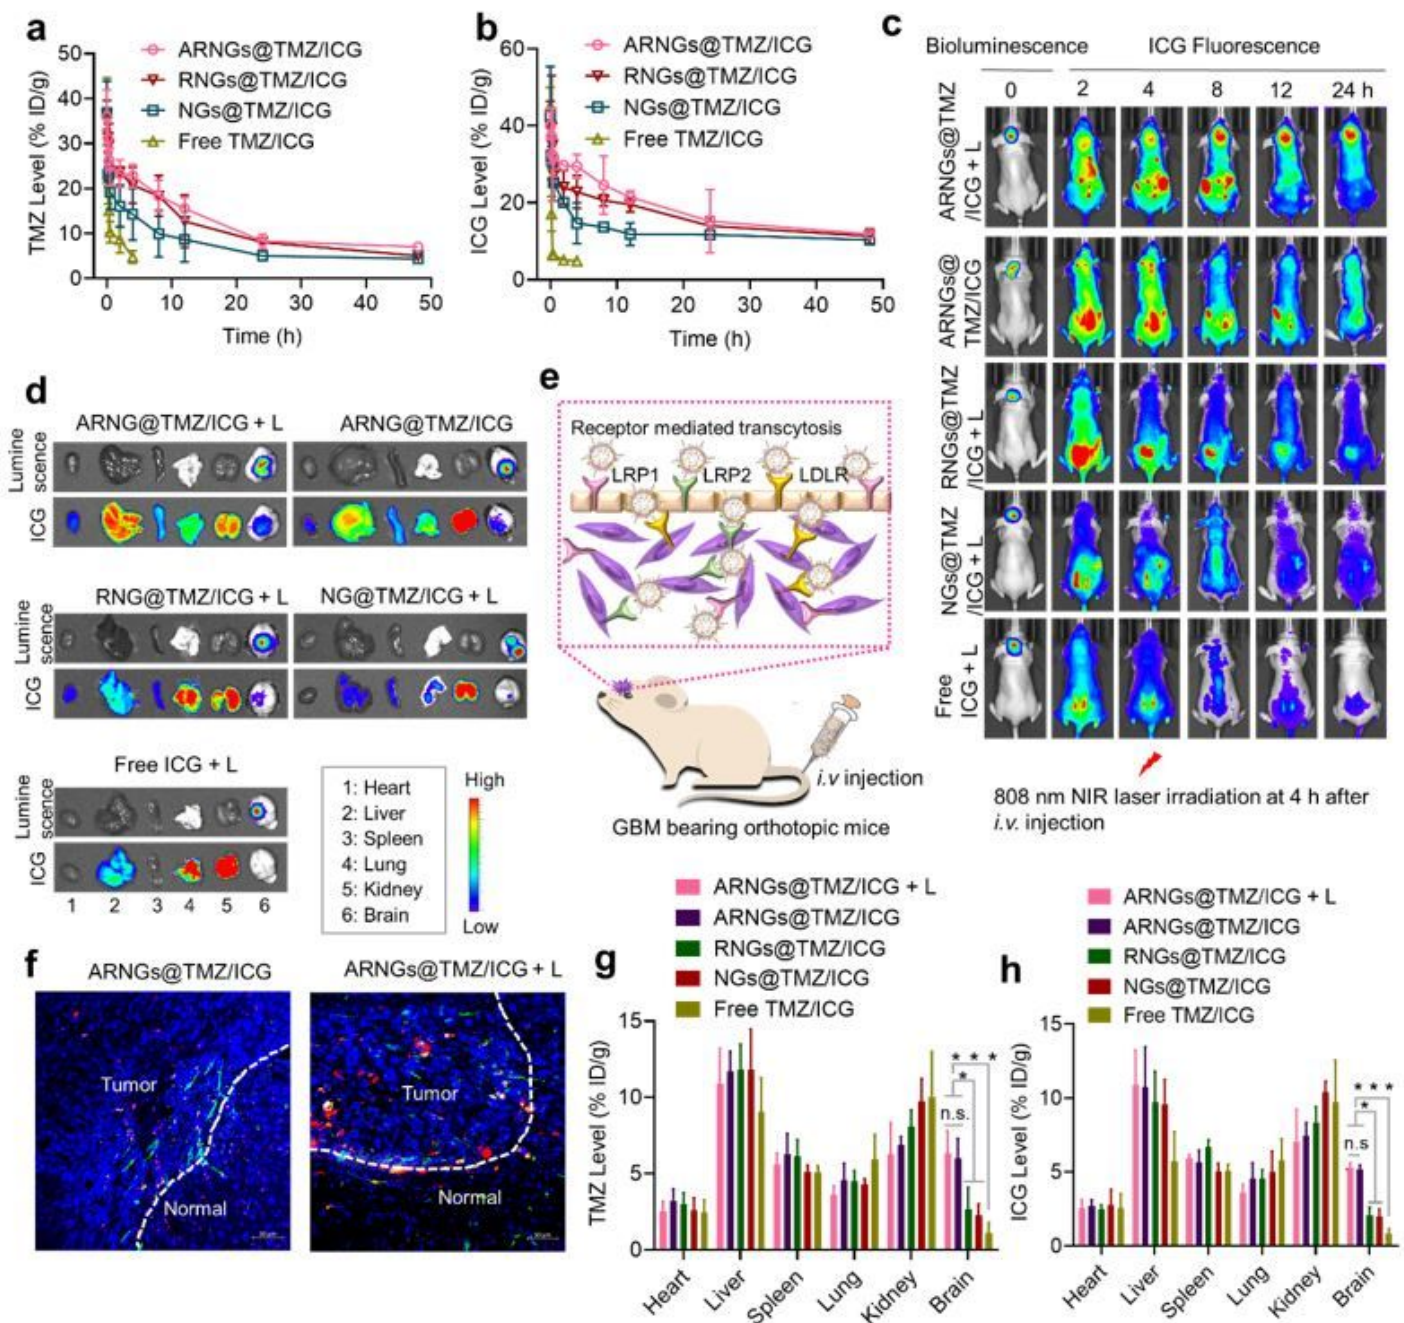 a
ARNGs@TMZ/ICG
RNGs@TMZ/ICG
NGs@TMZ/ICG
Free TMZ/ICG
TMZ Level (% ID/g)
50
40
30
20
10
0
0 10 20 30 40 50
Time (h)
b
ARNGs@TMZ/ICG
RNGs@TMZ/ICG
NGs@TMZ/ICG
Free TMZ/ICG
ICG Level (% ID/g)
60
40
20
0
0 10 20 30 40 50
Time (h)
c
Bioluminescence ICG Fluorescence
0 2 4 8 12 24 h
ARNGs@TMZ
/ICG + L
ARNGs@
TMZ/ICG
RNGs@TMZ
/ICG + L
NGs@TMZ
/ICG + L
Free
ICG + L
808 nm NIR laser irradiation at 4 h after
i.v. injection
d
ARNG@TMZ/ICG + L ARNG@TMZ/ICG
Lumine
scence
ICG
RNG@TMZ/ICG + L NG@TMZ/ICG + L
Lumine
scence
ICG
Free ICG + L
Lumine
scence
ICG
1 2 3 4 5 6
1: Heart
2: Liver
3: Spleen
4: Lung
5: Kidney
6: Brain
High
Low
e
Receptor mediated transcytosis
LRP1 LRP2 LDLR
i.v injection
GBM bearing orthotopic mice
f
ARNGs@TMZ/ICG ARNGs@TMZ/ICG + L
Tumor
Normal
Tumor
Normal
g
ARNGs@TMZ/ICG + L
ARNGs@TMZ/ICG
RNGs@TMZ/ICG
NGs@TMZ/ICG
Free TMZ/ICG
TMZ Level (% ID/g)
15
10
5
0
* * *
*
n.s.
Heart Liver Spleen Lung Kidney Brain
h
ARNGs@TMZ/ICG + L
ARNGs@TMZ/ICG
RNGs@TMZ/ICG
NGs@TMZ/ICG
Free TMZ/ICG
ICG Level (% ID/g)
15
10
5
0
* * *
*
n.s
Heart Liver Spleen Lung Kidney Brain